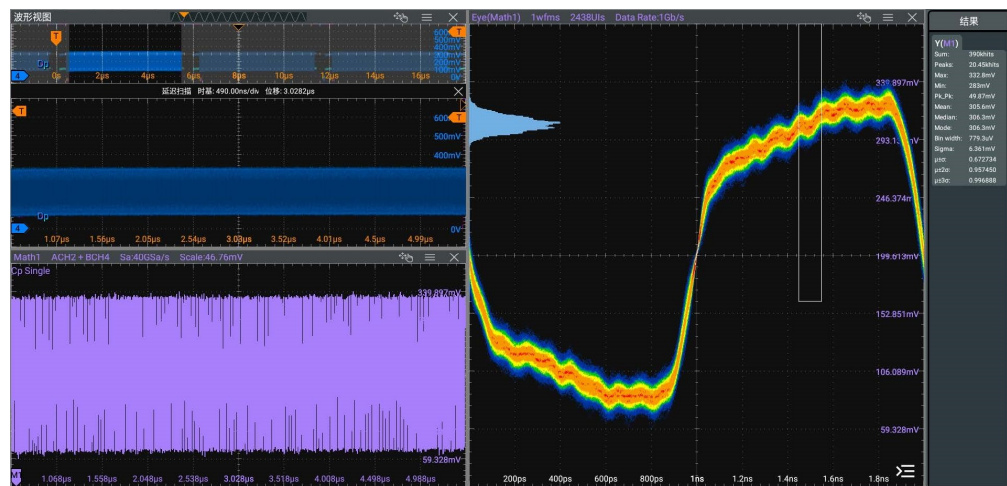 波形视图
Eye(Math1) 1wfms 2438UIs Data Rate:1Gb/s
结果
T
600mV
500mV
400mV
300mV
200mV
100mV
0V
Dp
4
0s 2μs 4μs 6μs 8μs 10μs 12μs 14μs 16μs
延迟扫描 时基: 490.00ns/div 位移: 3.0282μs
T
600mV
T
500mV
400mV
Dp
4
0V
1.07μs 1.56μs 2.05μs 2.54μs 3.03μs 3.52μs 4.01μs 4.5μs 4.99μs
Math1 ACH2+BCH4 Sa:40GSa/s Scale:46.76mV
Cp Single
339.897mV
59.328mV
M1
1.068μs 1.558μs 2.048μs 2.538μs 3.028μs 3.518μs 4.008μs 4.498μs 4.988μs
339.897mV
246.374mV
199.613mV
152.851mV
106.089mV
59.328mV
200ps 400ps 600ps 800ps 1ns 1.2ns 1.4ns 1.6ns 1.8ns
Y(M1)
Sum: 390khits
Peaks: 20.45khits
Max: 332.8mV
Min: 283mV
Pk_Pk: 49.87mV
Mean: 305.6mV
Median: 306.3mV
Mode: 306.3mV
Bin width: 779.3uV
Sigma: 6.361mV
μ±σ: 0.672734
μ±2σ: 0.957450
μ±3σ: 0.996888